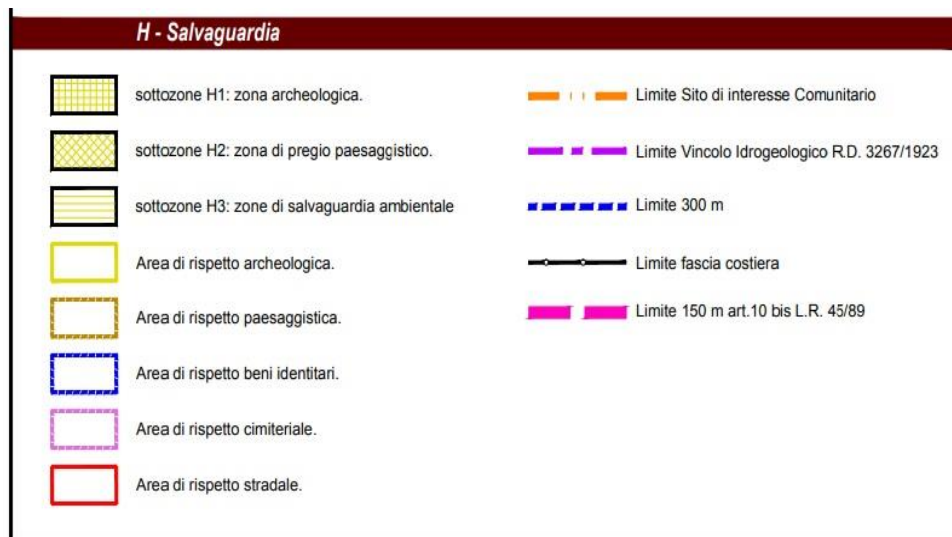 H - Salvaguardia
sottozone H1: zona archeologica.
sottozone H2: zona di pregio paesaggistico.
sottozone H3: zone di salvaguardia ambientale
Area di rispetto archeologica.
Area di rispetto paesaggistica.
Area di rispetto beni identitari.
Area di rispetto cimiteriale.
Area di rispetto stradale.
Limite Sito di interesse Comunitario
Limite Vincolo Idrogeologico R.D. 3267/1923
Limite 300 m
Limite fascia costiera
Limite 150 m art.10 bis L.R. 45/89